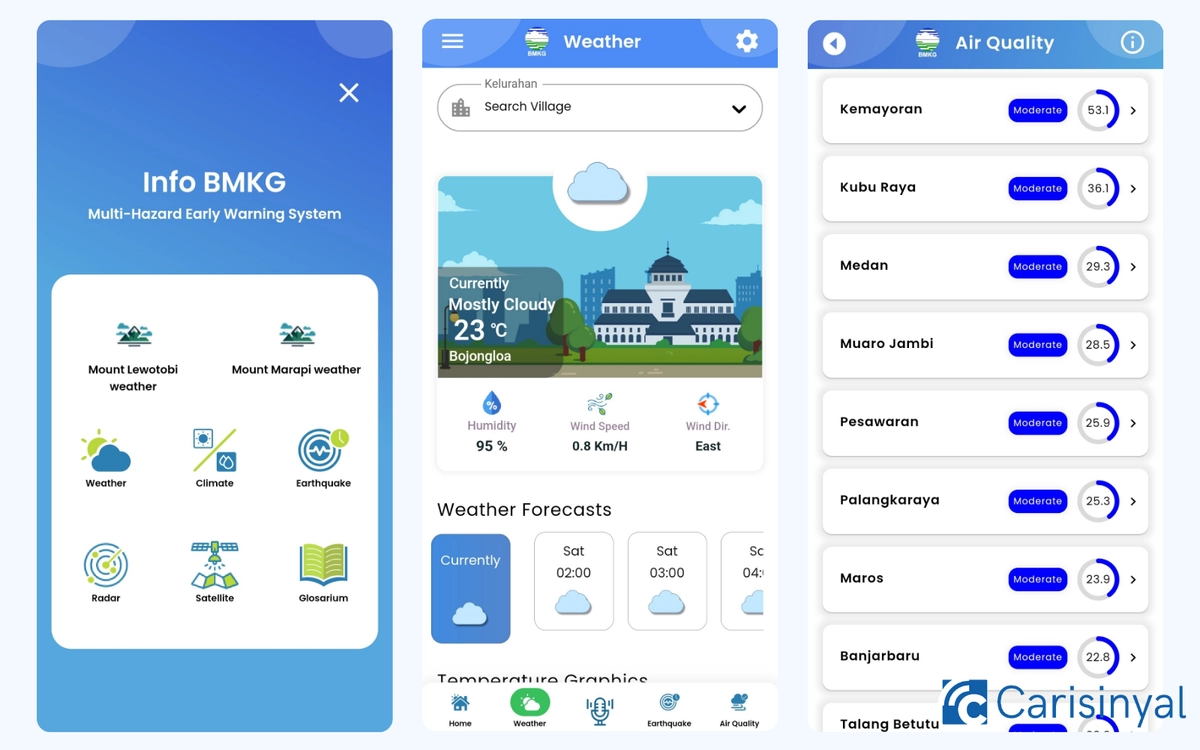 Info BMKG
Multi-Hazard Early Warning System
Mount Lewotobi
weather
Mount Marapi weather
Weather
Climate
Earthquake
Radar
Satellite
Glosarium
BMKG
Weather
Kelurahan
Search Village
Currently
Mostly Cloudy
23 °C
Bojongloa
%
Humidity
95 %
Wind Speed
0.8 Km/H
Wind Dir.
East
Weather Forecasts
Currently
Sat
02:00
Sat
03:00
Temperature Graphics
Home
Weather
Earthquake
Air Quality
BMKG
Air Quality
Kemayoran
Moderate
53.1
Kubu Raya
Moderate
36.1
Medan
Moderate
29.3
Muaro Jambi
Moderate
28.5
Pesawaran
Moderate
25.9
Palangkaraya
Moderate
25.3
Maros
Moderate
23.9
Banjarbaru
Moderate
22.8
Talang Betutu
Carisinyal